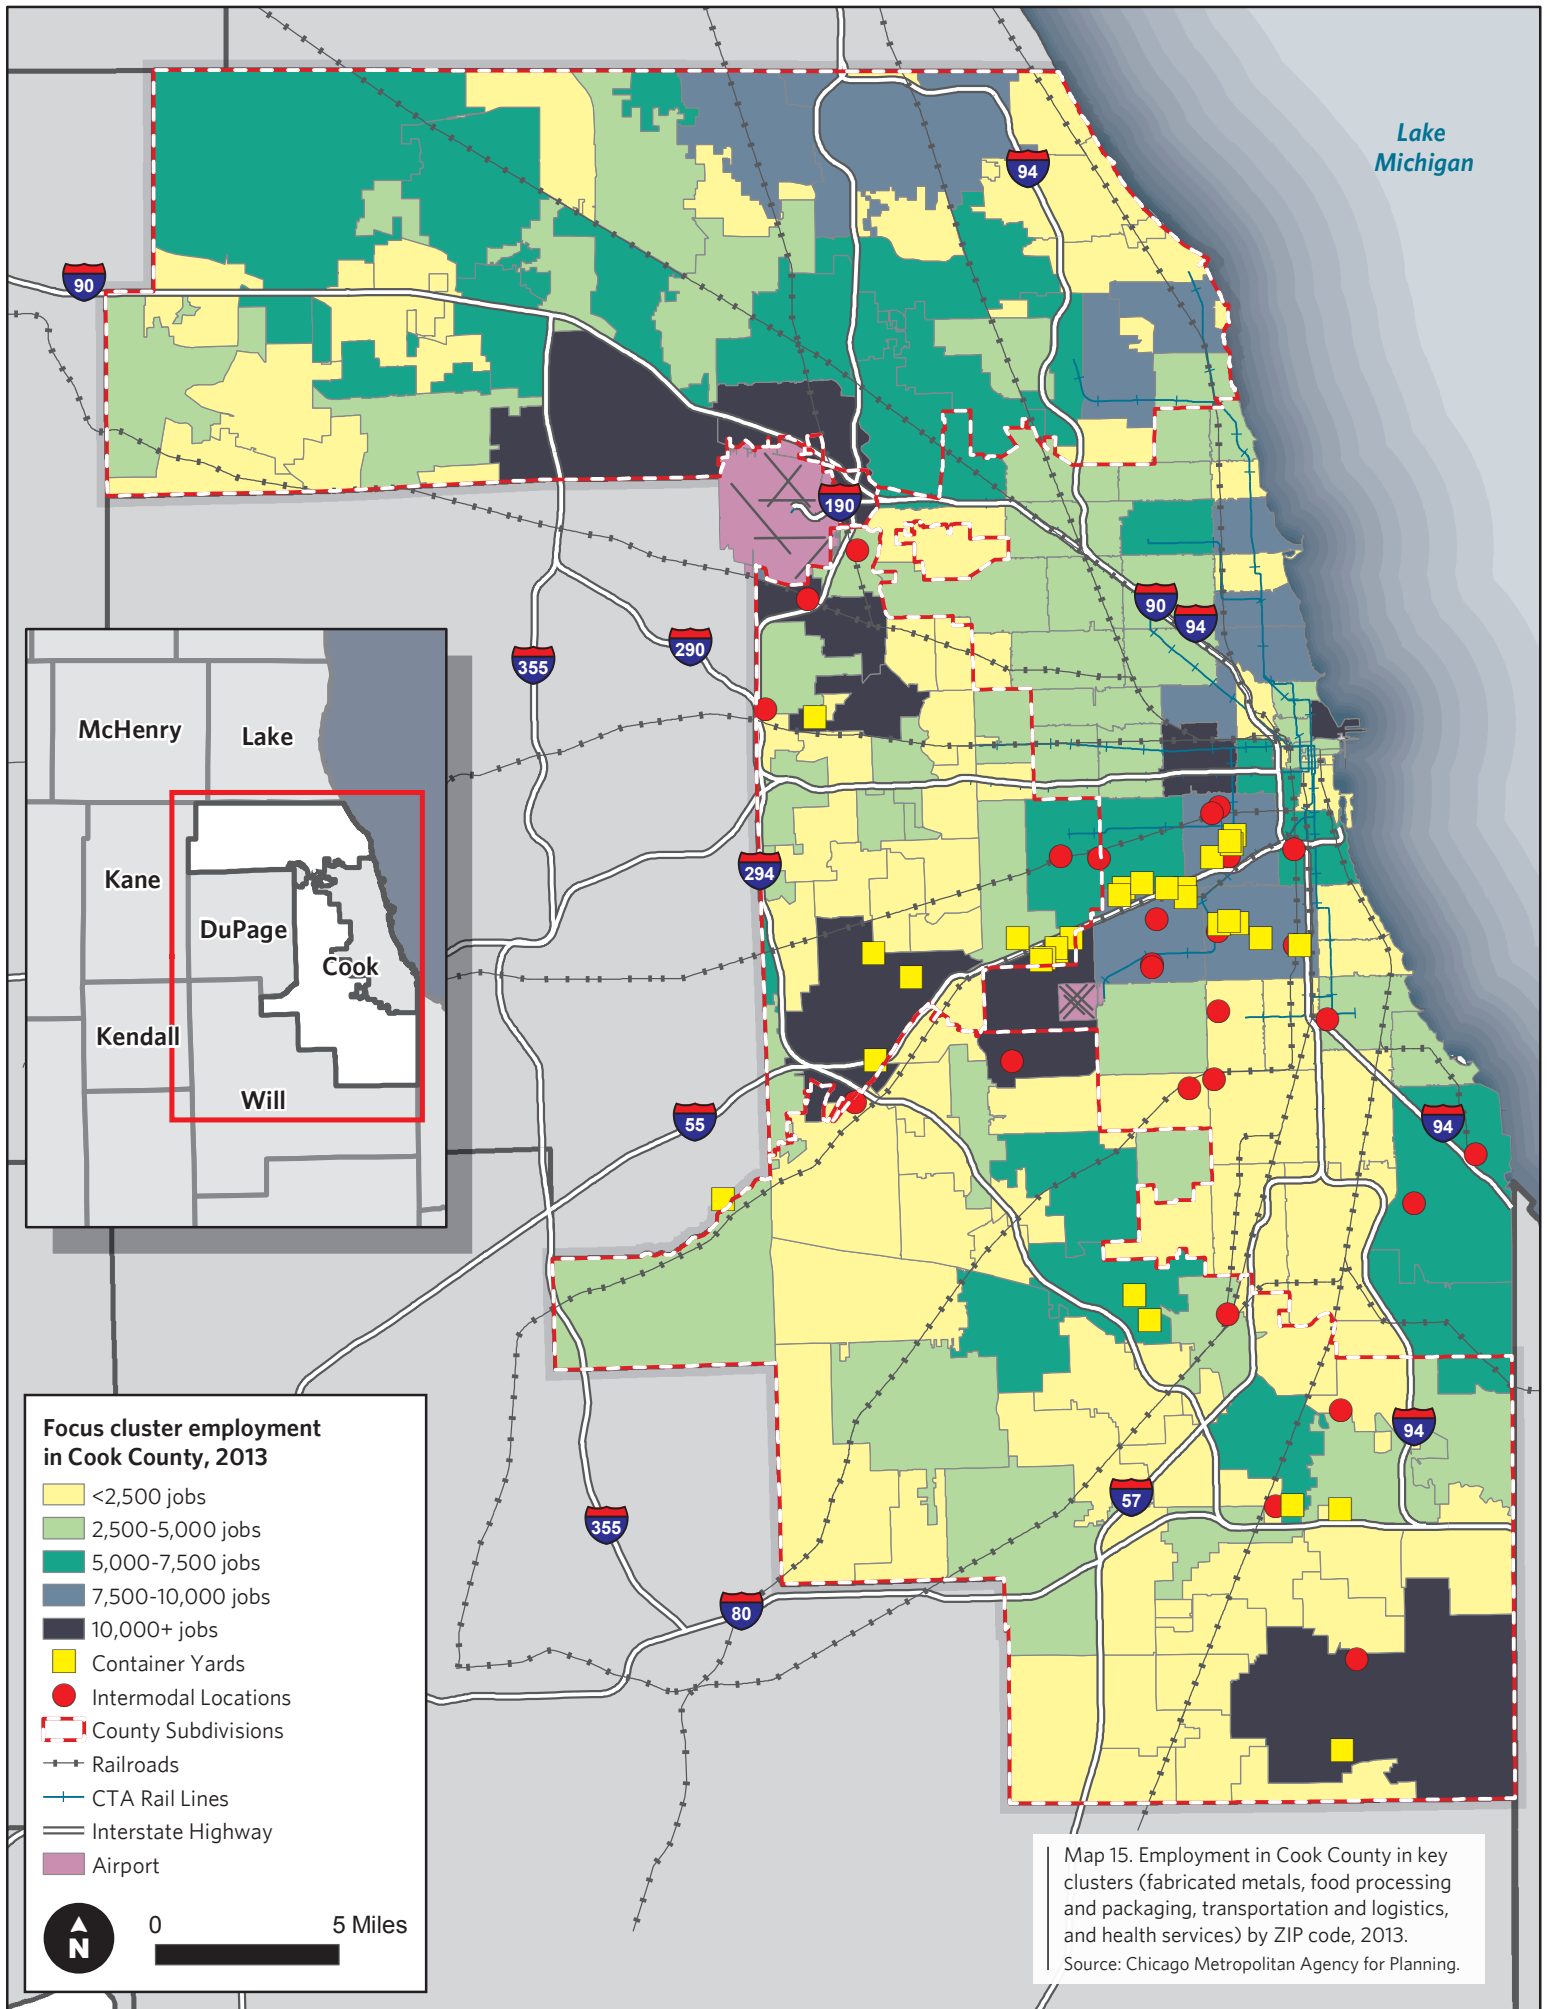 Lake
Michigan
94
90
190
90
94
290
355
294
55
94
94
57
355
80
McHenry
Lake
Kane
DuPage
Cook
Kendall
Will
Focus cluster employment
in Cook County, 2013
<2,500 jobs
2,500-5,000 jobs
5,000-7,500 jobs
7,500-10,000 jobs
10,000+ jobs
Container Yards
Intermodal Locations
County Subdivisions
Railroads
CTA Rail Lines
Interstate Highway
Airport
N
0 5 Miles
Map 15. Employment in Cook County in key
clusters (fabricated metals, food processing
and packaging, transportation and logistics,
and health services) by ZIP code, 2013.
Source: Chicago Metropolitan Agency for Planning.